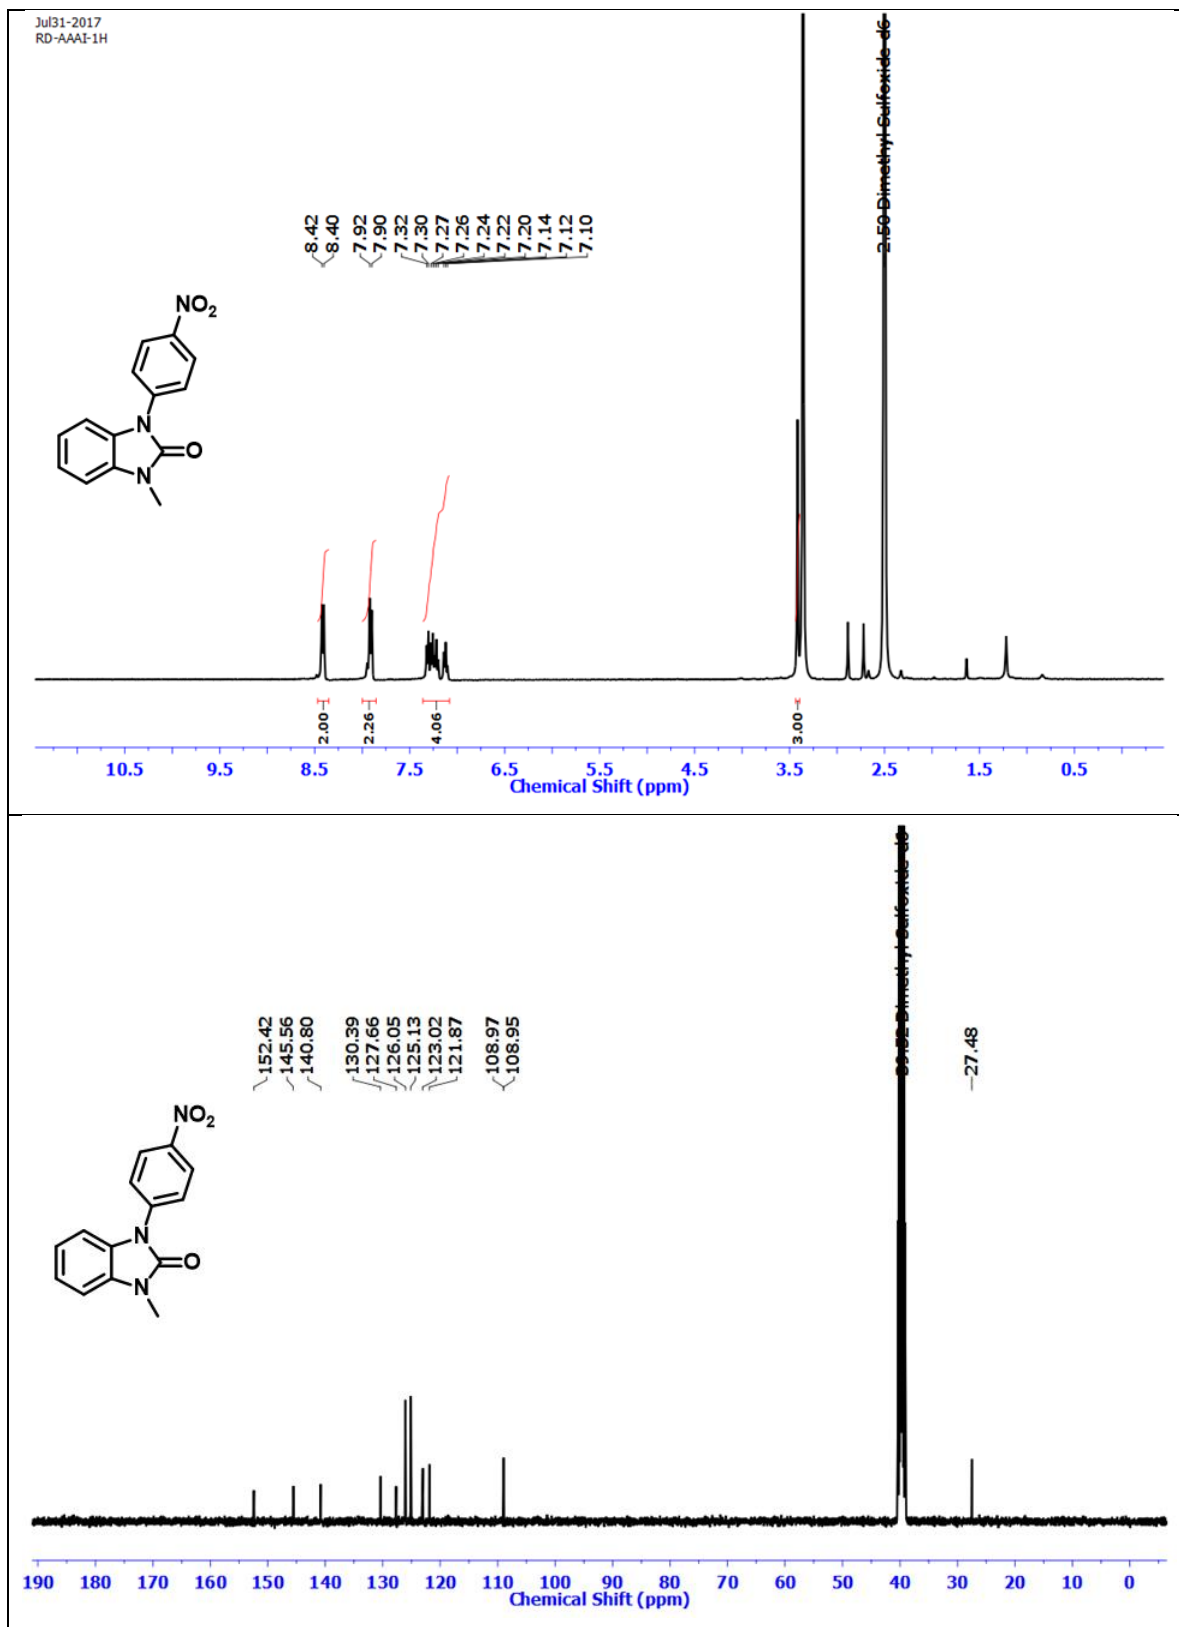 Jul31-2017
RD-AAAI-1H
2.50 Dimethyl Sulfoxide-d6
8.42
8.40
7.92
7.90
7.32
7.30
7.27
7.26
7.24
7.22
7.20
7.14
7.12
7.10
NO2
N
O
N
2.00
2.26
4.06
3.00
10.5 9.5 8.5 7.5 6.5 5.5 4.5 3.5 2.5 1.5 0.5
Chemical Shift (ppm)
39.52 Dimethyl Sulfoxide-d6
152.42
145.56
140.80
130.39
127.66
126.05
125.13
123.02
121.87
108.97
108.95
27.48
NO2
N
O
N
190 180 170 160 150 140 130 120 110 100 90 80 70 60 50 40 30 20 10 0
Chemical Shift (ppm)